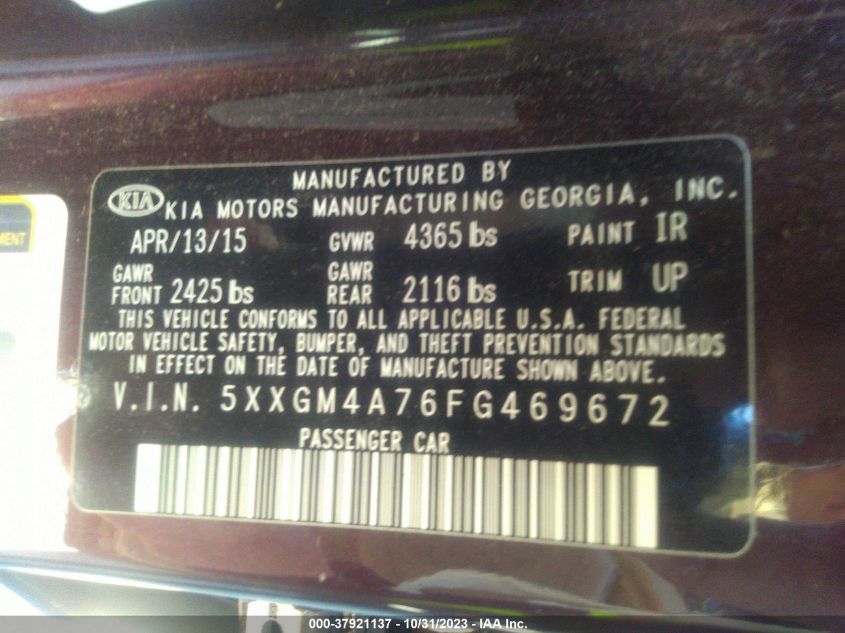 MENT
MANUFACTURED BY
KIA KIA MOTORS MANUFACTURING GEORGIA, INC.
APR/13/15 GVWR 4365 lbs PAINT IR
GAWR FRONT 2425 lbs GAWR REAR 2116 lbs TRIM UP
THIS VEHICLE CONFORMS TO ALL APPLICABLE U.S.A. FEDERAL
MOTOR VEHICLE SAFETY, BUMPER, AND THEFT PREVENTION STANDARDS
IN EFFECT ON THE DATE OF MANUFACTURE SHOWN ABOVE.
V.I.N. 5XXGM4A76FG469672
PASSENGER CAR
000-37921137 - 10/31/2023 - IAA Inc.